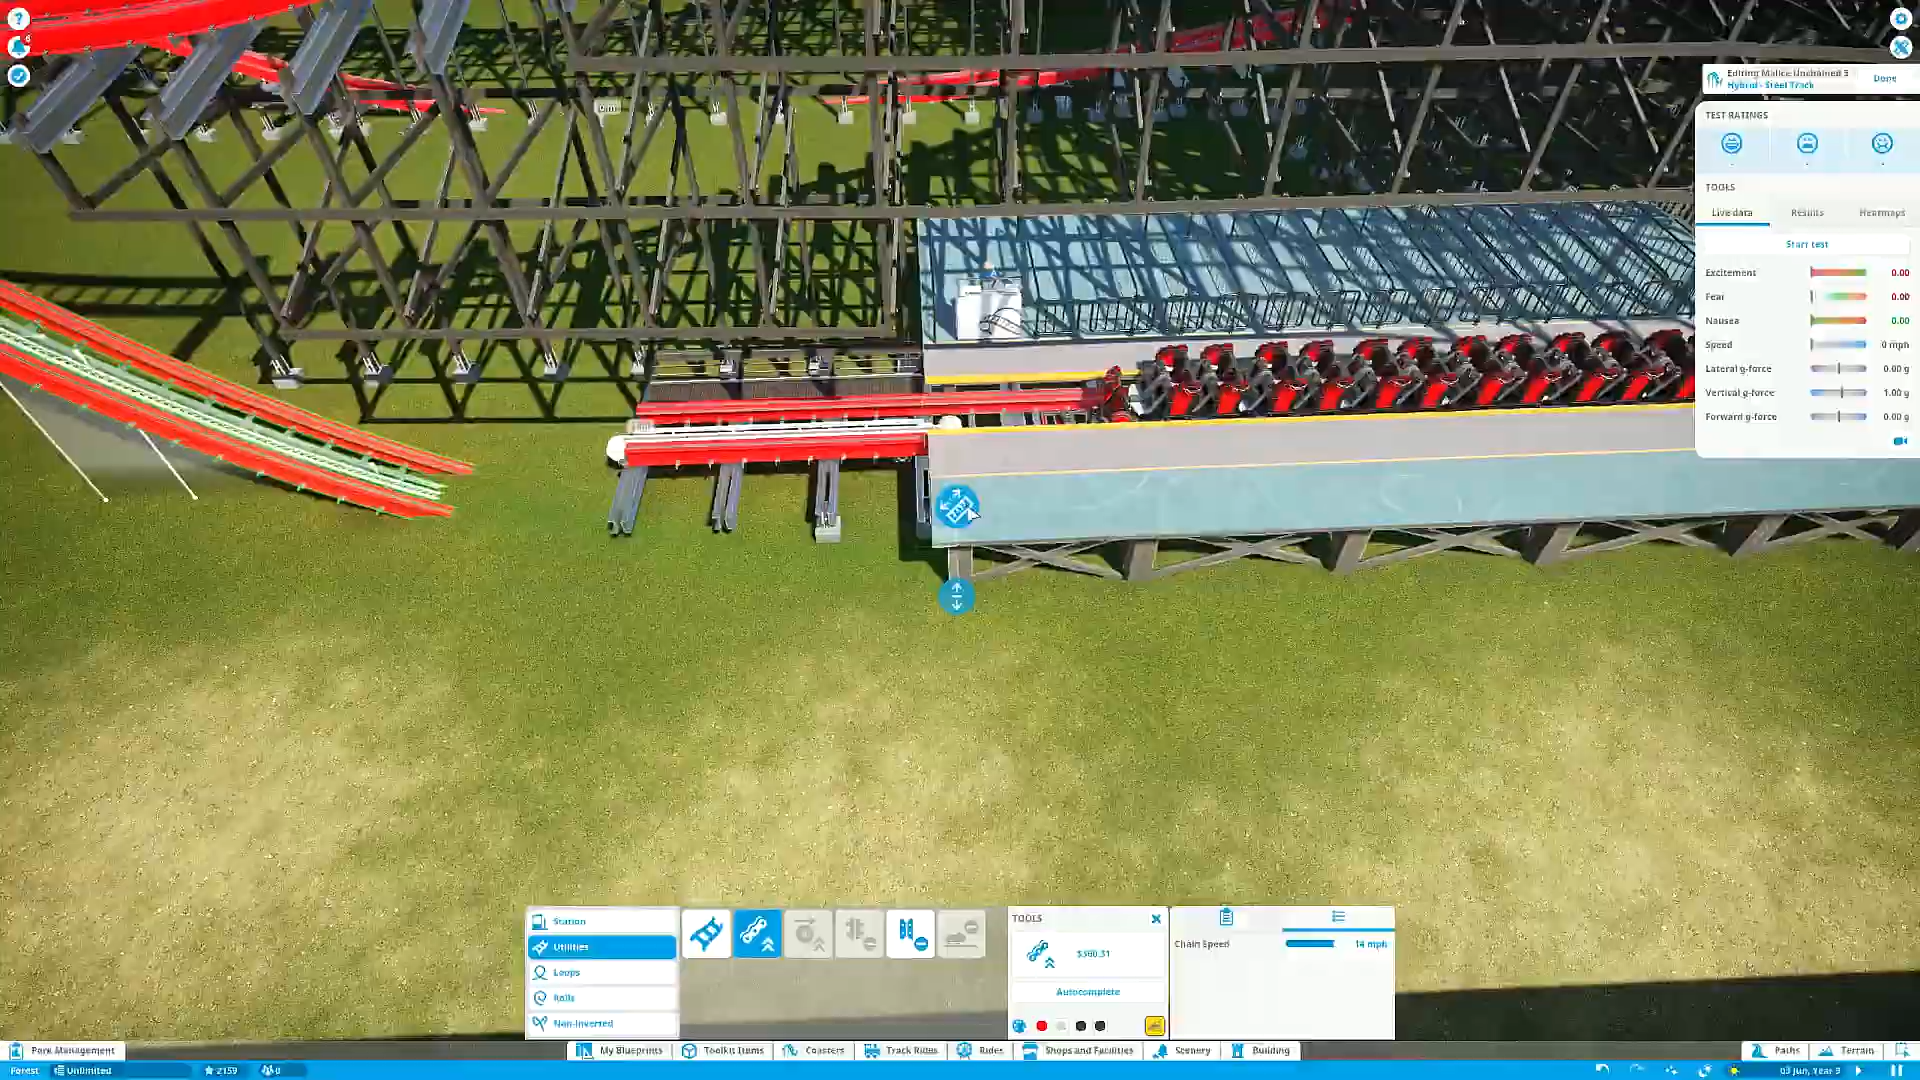 Editing Malice Unchained 3
Done
Hybrid - Steel Track
TEST RATINGS
-
-
-
TOOLS
Live data
Results
Heatmaps
Start test
Excitement
0.00
Fear
0.00
Nausea
0.00
Speed
0 mph
Lateral g-force
0.00 g
Vertical g-force
1.00 g
Forward g-force
0.00 g
Station
Utilities
Loops
Rolls
Non-Inverted
TOOLS
$360.31
Autocomplete
Chain Speed
14 mph
Park Management
My Blueprints
Toolkit Items
Coasters
Track Rides
Rides
Shops and Facilities
Scenery
Building
Paths
Terrain
Forest
Unlimited
2159
0
03 Jun, Year 9